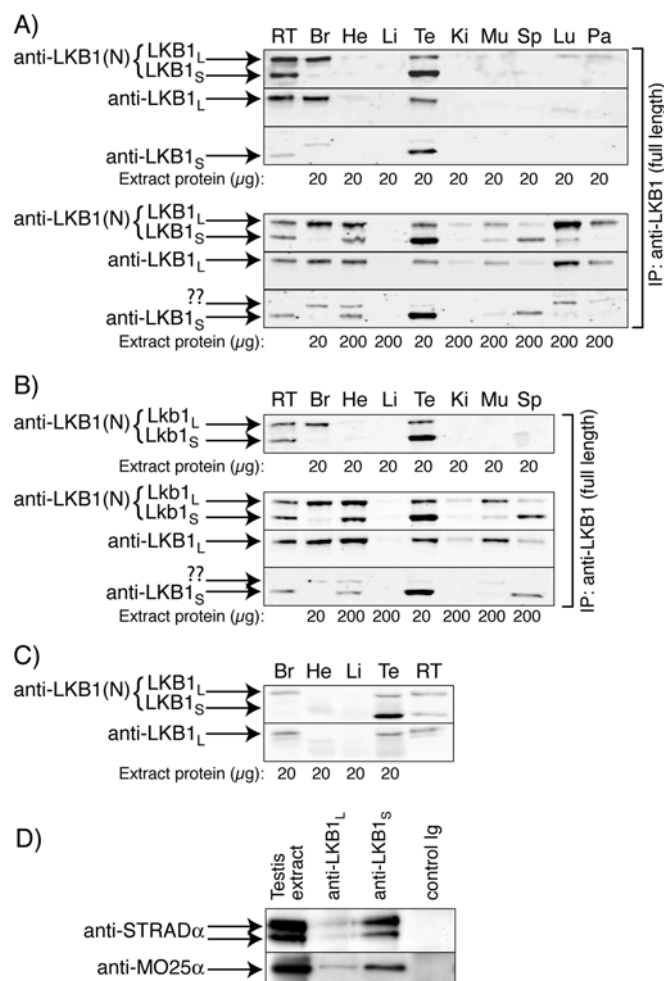 A)
RT Br He Li Te Ki Mu Sp Lu Pa
anti-LKB1(N) { LKB1L
LKB1S
anti-LKB1L
anti-LKB1S
Extract protein (µg): 20 20 200 20 20 20 20 20 20
anti-LKB1(N) { LKB1L
LKB1S
anti-LKB1L
??
anti-LKB1S
Extract protein (µg): 20 200 200 20 200 200 200 200 200
IP: anti-LKB1 (full length)
B)
RT Br He Li Te Ki Mu Sp
anti-LKB1(N) { Lkb1L
Lkb1S
Extract protein (µg): 20 20 20 20 20 20 20
anti-LKB1(N) { Lkb1L
Lkb1S
anti-LKB1L
??
anti-LKB1S
Extract protein (µg): 20 200 200 20 200 200 200
IP: anti-LKB1 (full length)
C)
Br He Li Te RT
anti-LKB1(N) { LKB1L
LKB1S
anti-LKB1L
Extract protein (µg): 20 20 20 20
D)
Testis extract
anti-LKB1L
anti-LKB1S
control Ig
anti-STRADα
anti-MO25α